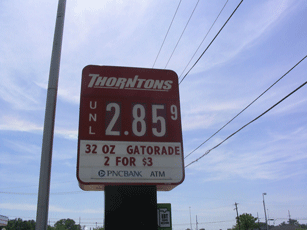 THORNTONS
UNL 2.85 9
32 OZ GATORADE
2 FOR $3
PNCBANK ATM